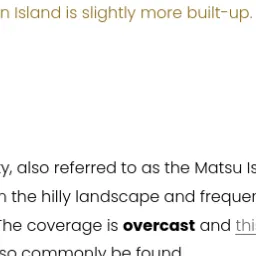 n Island is slightly more built-up.
y, also referred to as the Matsu Is
n the hilly landscape and frequen
The coverage is overcast and this
so commonly be found